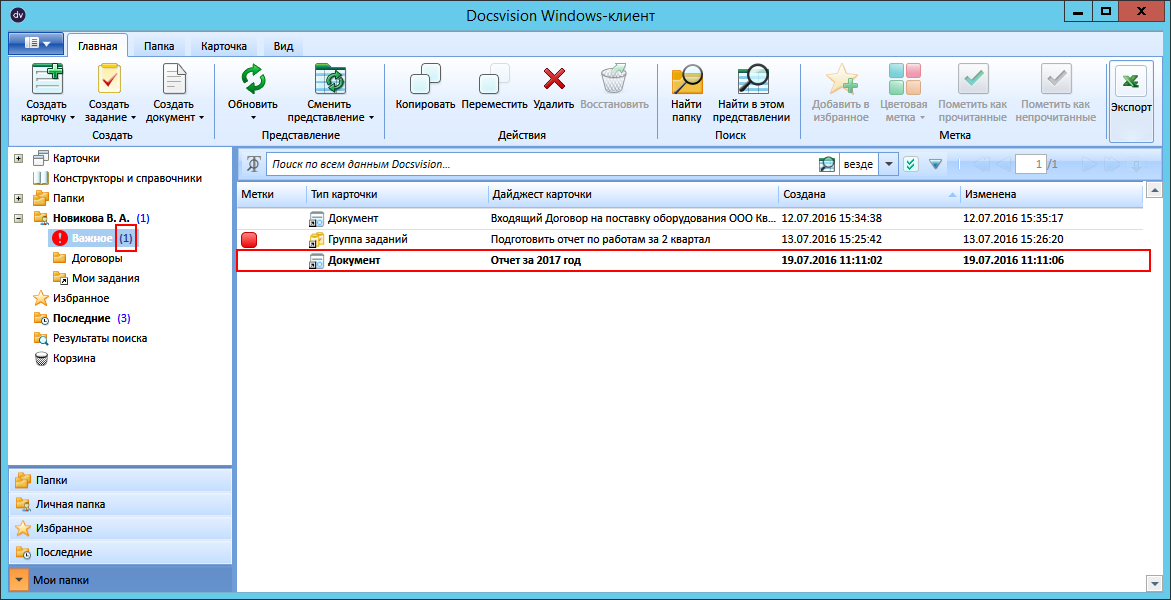 dv
Docsvision Windows-клиент
Главная Папка Карточка Вид
Создать карточку
Создать задание
Создать документ
Создать
Обновить
Сменить представление
Представление
Копировать
Переместить
Удалить
Восстановить
Действия
Найти папку
Найти в этом представлении
Поиск
Добавить в избранное
Цветовая метка
Пометить как прочитанные
Пометить как непрочитанные
Метка
Экспорт
Карточки
Конструкторы и справочники
Папки
Новикова В. А. (1)
Важное (1)
Договоры
Мои задания
Избранное
Последние (3)
Результаты поиска
Корзина
Папки
Личная папка
Избранное
Последние
Мои папки
Поиск по всем данным Docsvision... везде 1 /1
Метки Тип карточки Дайджест карточки Создана Изменена
Документ Входящий Договор на поставку оборудования ООО Кв... 12.07.2016 15:34:38 12.07.2016 15:35:17
Группа заданий Подготовить отчет по работам за 2 квартал 13.07.2016 15:25:42 13.07.2016 15:26:20
Документ Отчет за 2017 год 19.07.2016 11:11:02 19.07.2016 11:11:06